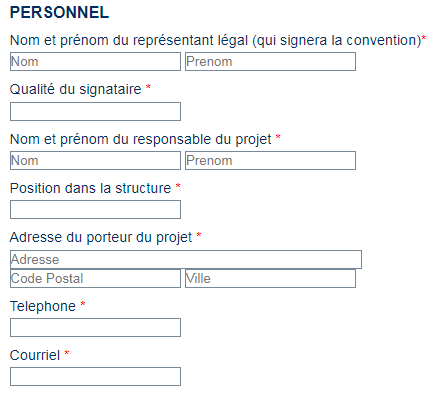 PERSONNEL
Nom et prénom du représentant légal (qui signera la convention)*
Nom Prenom
Qualité du signataire *
Nom et prénom du responsable du projet *
Nom Prenom
Position dans la structure *
Adresse du porteur du projet *
Adresse
Code Postal Ville
Telephone *
Courriel *